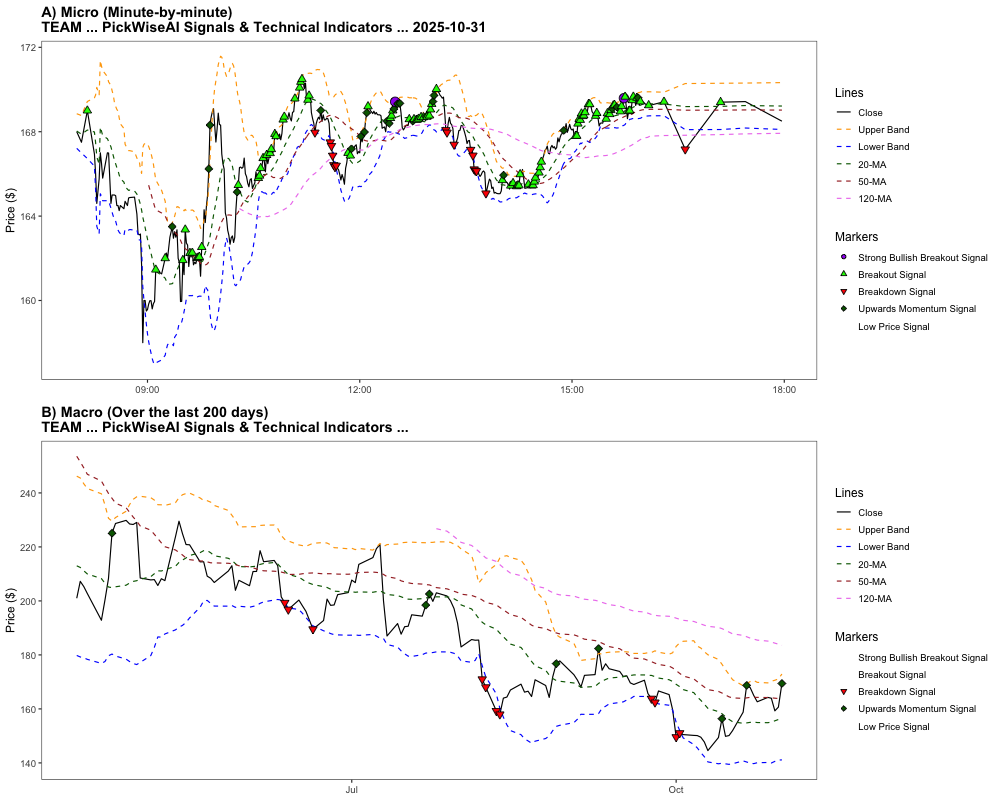 A) Micro (Minute-by-minute)
TEAM ... PickWiseAI Signals & Technical Indicators ... 2025-10-31
172
168
164
160
Price ($)
09:00
12:00
15:00
18:00
Lines
Close
Upper Band
Lower Band
20-MA
50-MA
120-MA
Markers
Strong Bullish Breakout Signal
Breakout Signal
Breakdown Signal
Upwards Momentum Signal
Low Price Signal
B) Macro (Over the last 200 days)
TEAM ... PickWiseAI Signals & Technical Indicators ...
240
220
200
180
160
140
Price ($)
Jul
Oct
Lines
Close
Upper Band
Lower Band
20-MA
50-MA
120-MA
Markers
Strong Bullish Breakout Signal
Breakout Signal
Breakdown Signal
Upwards Momentum Signal
Low Price Signal